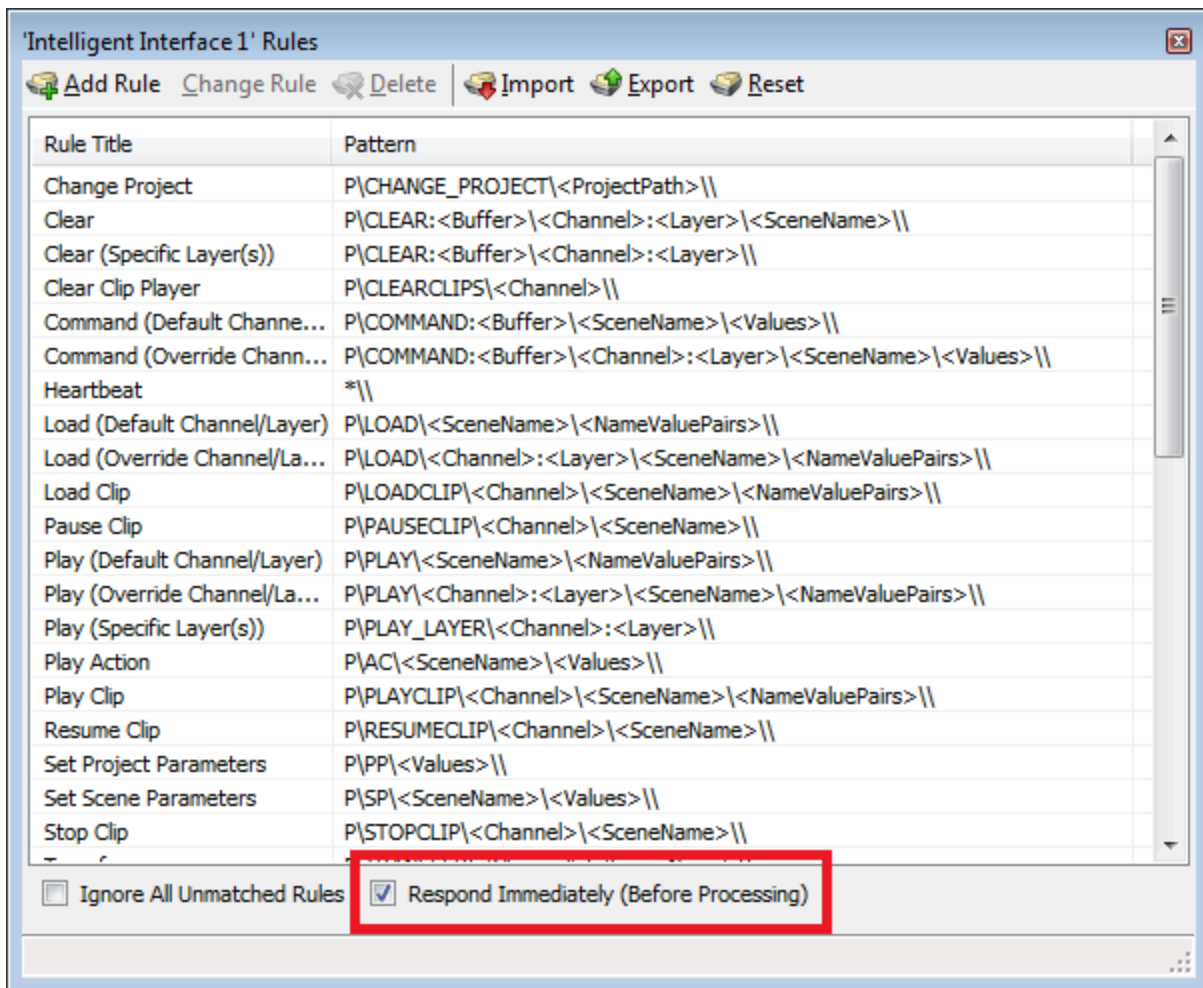 'Intelligent Interface 1' Rules
Add Rule Change Rule Delete Import Export Reset
Rule Title Pattern
Change Project P\CHANGE_PROJECT\<ProjectPath>\\
Clear P\CLEAR:<Buffer>\<Channel>:<Layer>\<SceneName>\\
Clear (Specific Layer(s)) P\CLEAR:<Buffer>\<Channel>:<Layer>\\
Clear Clip Player P\CLEARCLIPS\<Channel>\\
Command (Default Channe... P\COMMAND:<Buffer>\<SceneName>\<Values>\\
Command (Override Chann... P\COMMAND:<Buffer>\<Channel>:<Layer>\<SceneName>\<Values>\\
Heartbeat *\\
Load (Default Channel/Layer) P\LOAD\<SceneName>\<NameValuePairs>\\
Load (Override Channel/La... P\LOAD\<Channel>:<Layer>\<SceneName>\<NameValuePairs>\\
Load Clip P\LOADCLIP\<Channel>\<SceneName>\<NameValuePairs>\\
Pause Clip P\PAUSECLIP\<Channel>\<SceneName>\\
Play (Default Channel/Layer) P\PLAY\<SceneName>\<NameValuePairs>\\
Play (Override Channel/La... P\PLAY\<Channel>:<Layer>\<SceneName>\<NameValuePairs>\\
Play (Specific Layer(s)) P\PLAY_LAYER\<Channel>:<Layer>\\
Play Action P\AC\<SceneName>\<Values>\\
Play Clip P\PLAYCLIP\<Channel>\<SceneName>\<NameValuePairs>\\
Resume Clip P\RESUMECLIP\<Channel>\<SceneName>\\
Set Project Parameters P\PP\<Values>\\
Set Scene Parameters P\SP\<SceneName>\<Values>\\
Stop Clip P\STOPCLIP\<Channel>\<SceneName>\\
Ignore All Unmatched Rules Respond Immediately (Before Processing)